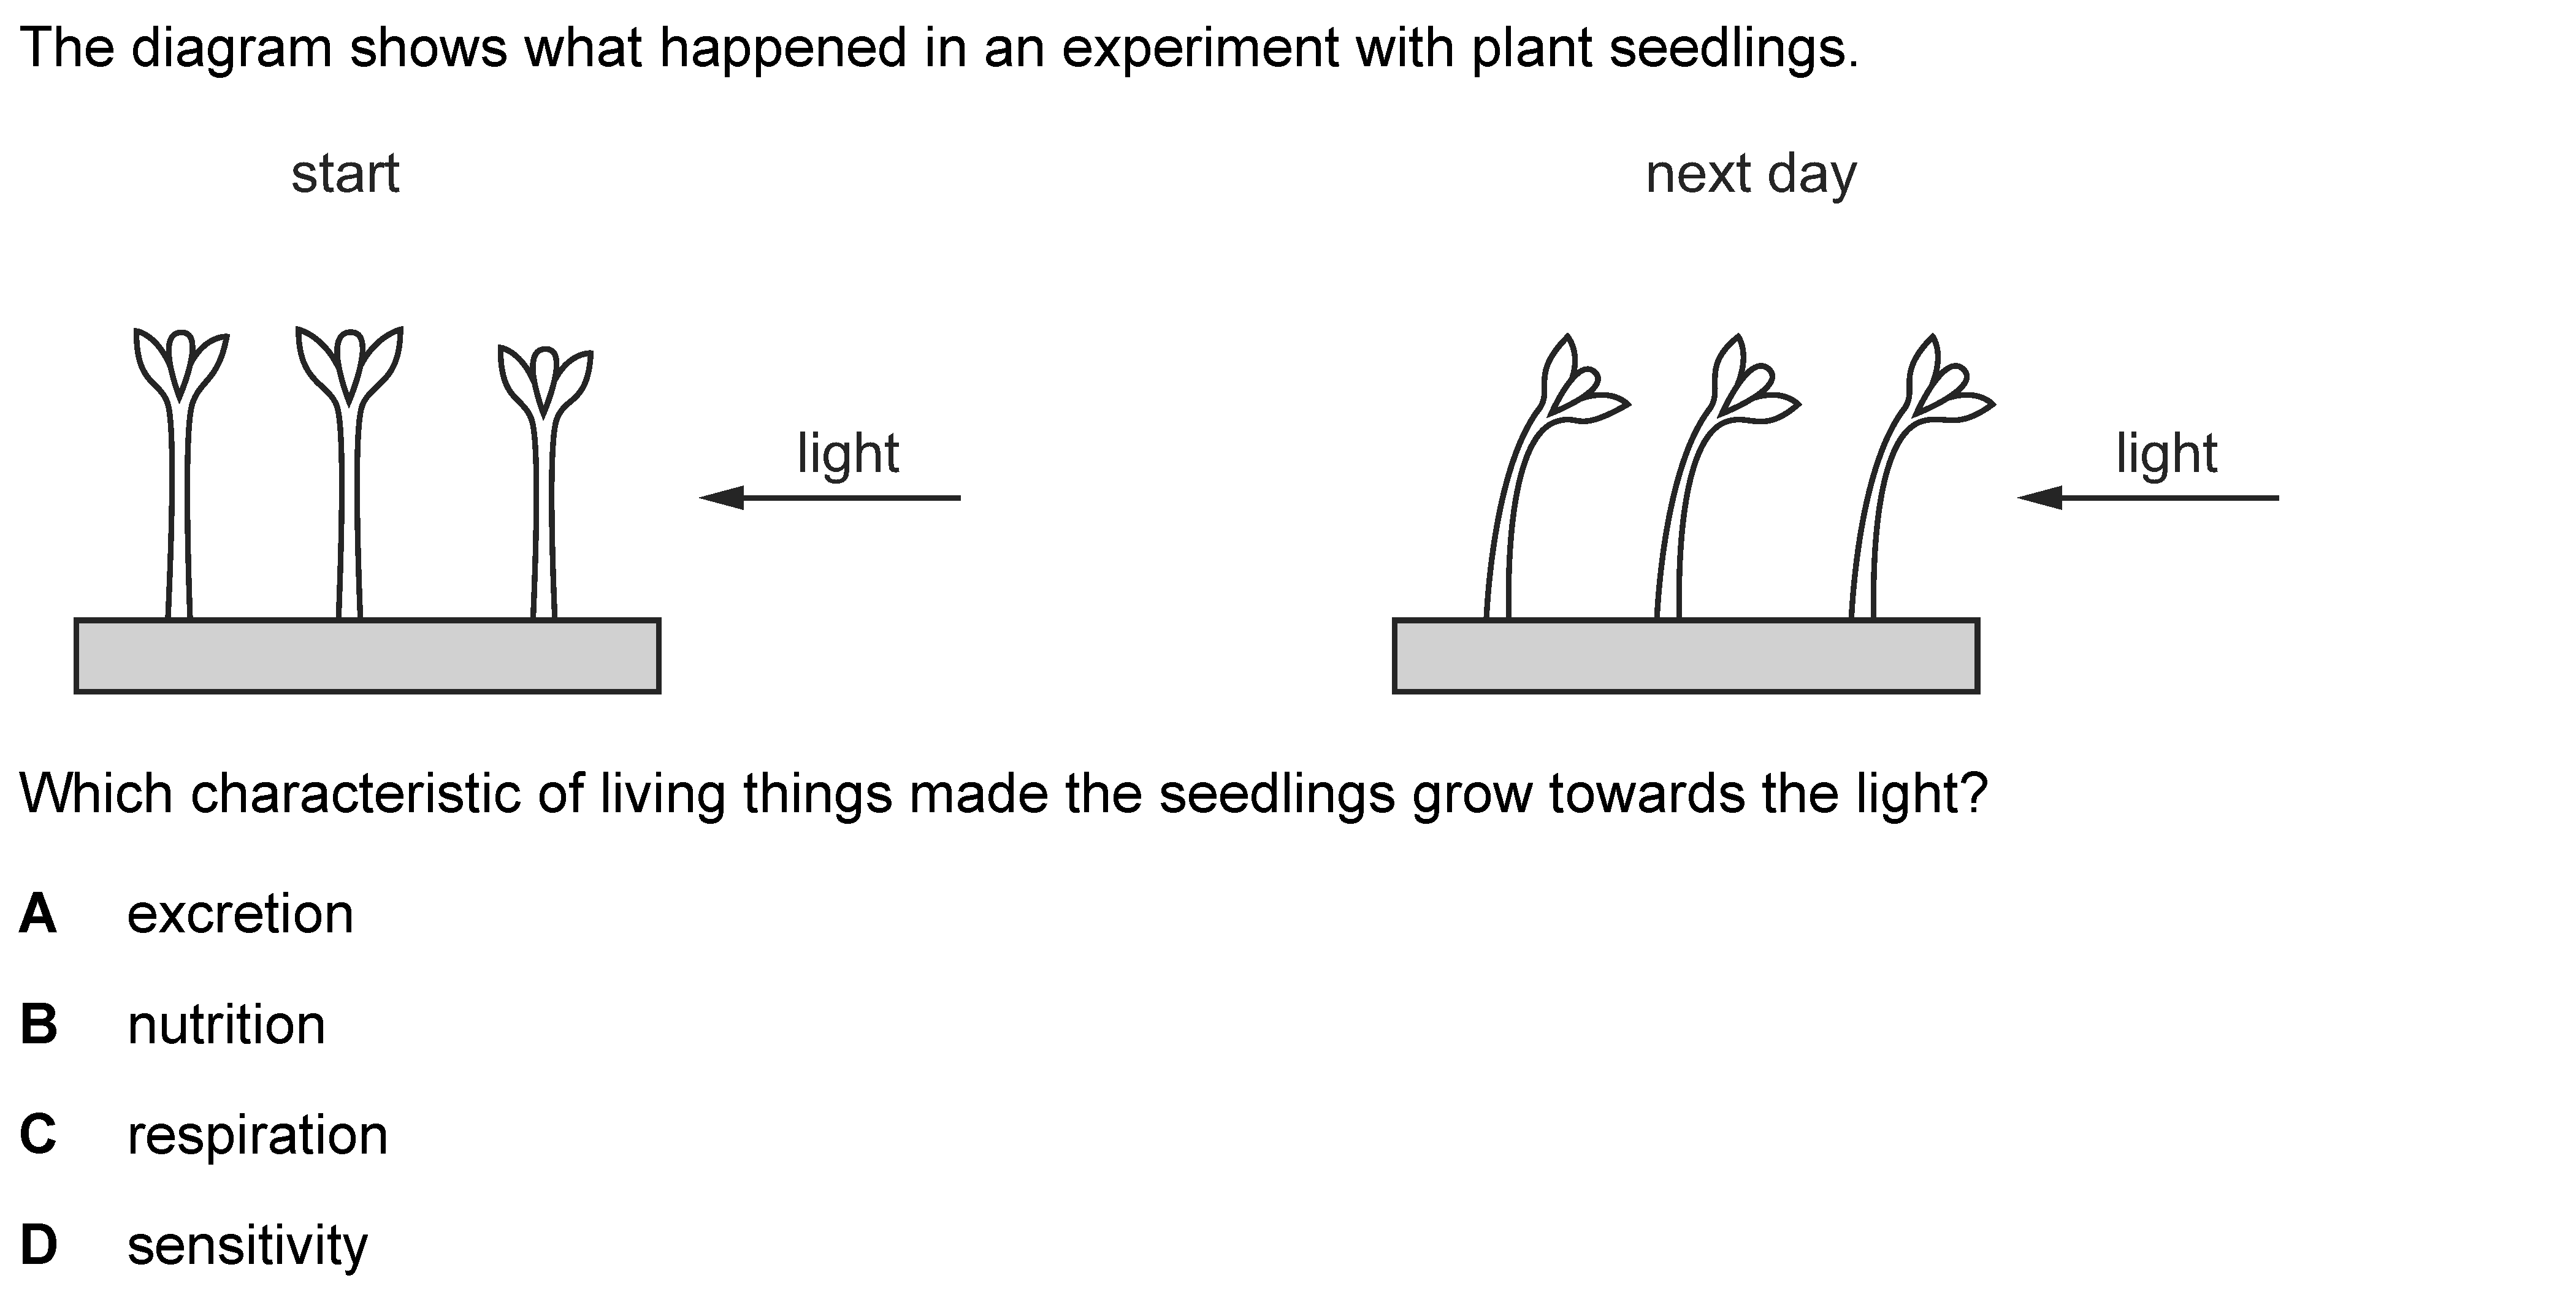 The diagram shows what happened in an experiment with plant seedlings.
start
next day
light
light
Which characteristic of living things made the seedlings grow towards the light?
A excretion
B nutrition
C respiration
D sensitivity